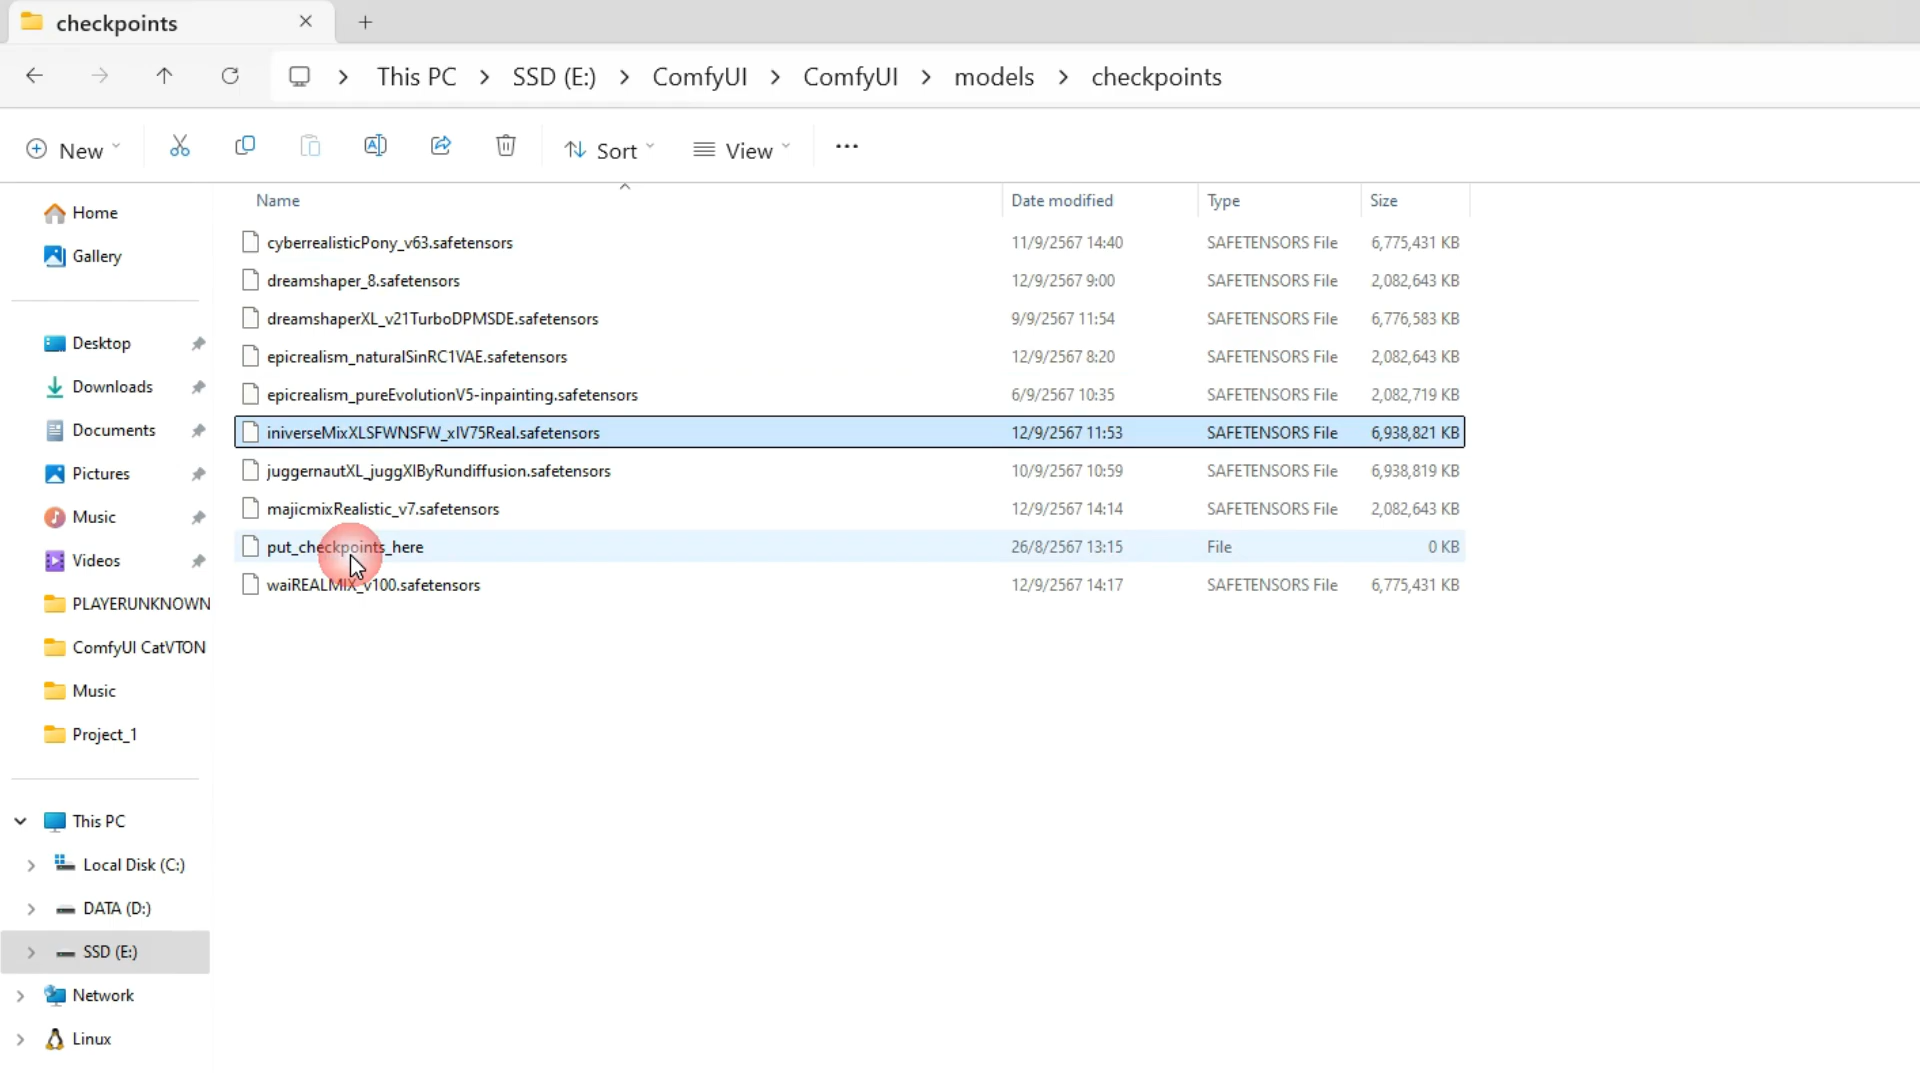 checkpoints
This PC > SSD (E:) > ComfyUI > ComfyUI > models > checkpoints
New Sort View
Name Date modified Type Size
cyberrealisticPony_v63.safetensors 11/9/2567 14:40 SAFETENSORS File 6,775,431 KB
dreamshaper_8.safetensors 12/9/2567 9:00 SAFETENSORS File 2,082,643 KB
dreamshaperXL_v21TurboDPMSDE.safetensors 9/9/2567 11:54 SAFETENSORS File 6,776,583 KB
epicrealism_naturalSinRC1VAE.safetensors 12/9/2567 8:20 SAFETENSORS File 2,082,643 KB
epicrealism_pureEvolutionV5-inpainting.safetensors 6/9/2567 10:35 SAFETENSORS File 2,082,719 KB
iniverseMixXLSFWNSFW_xlV75Real.safetensors 12/9/2567 11:53 SAFETENSORS File 6,938,821 KB
juggernautXL_juggXIByRundiffusion.safetensors 10/9/2567 10:59 SAFETENSORS File 6,938,819 KB
majicmixRealistic_v7.safetensors 12/9/2567 14:14 SAFETENSORS File 2,082,643 KB
put_checkpoints_here 26/8/2567 13:15 File 0 KB
waiREALMIX_v100.safetensors 12/9/2567 14:17 SAFETENSORS File 6,775,431 KB
Home
Gallery
Desktop
Downloads
Documents
Pictures
Music
Videos
PLAYERUNKNOWN
ComfyUI CatVTON
Music
Project_1
This PC
Local Disk (C:)
DATA (D:)
SSD (E:)
Network
Linux